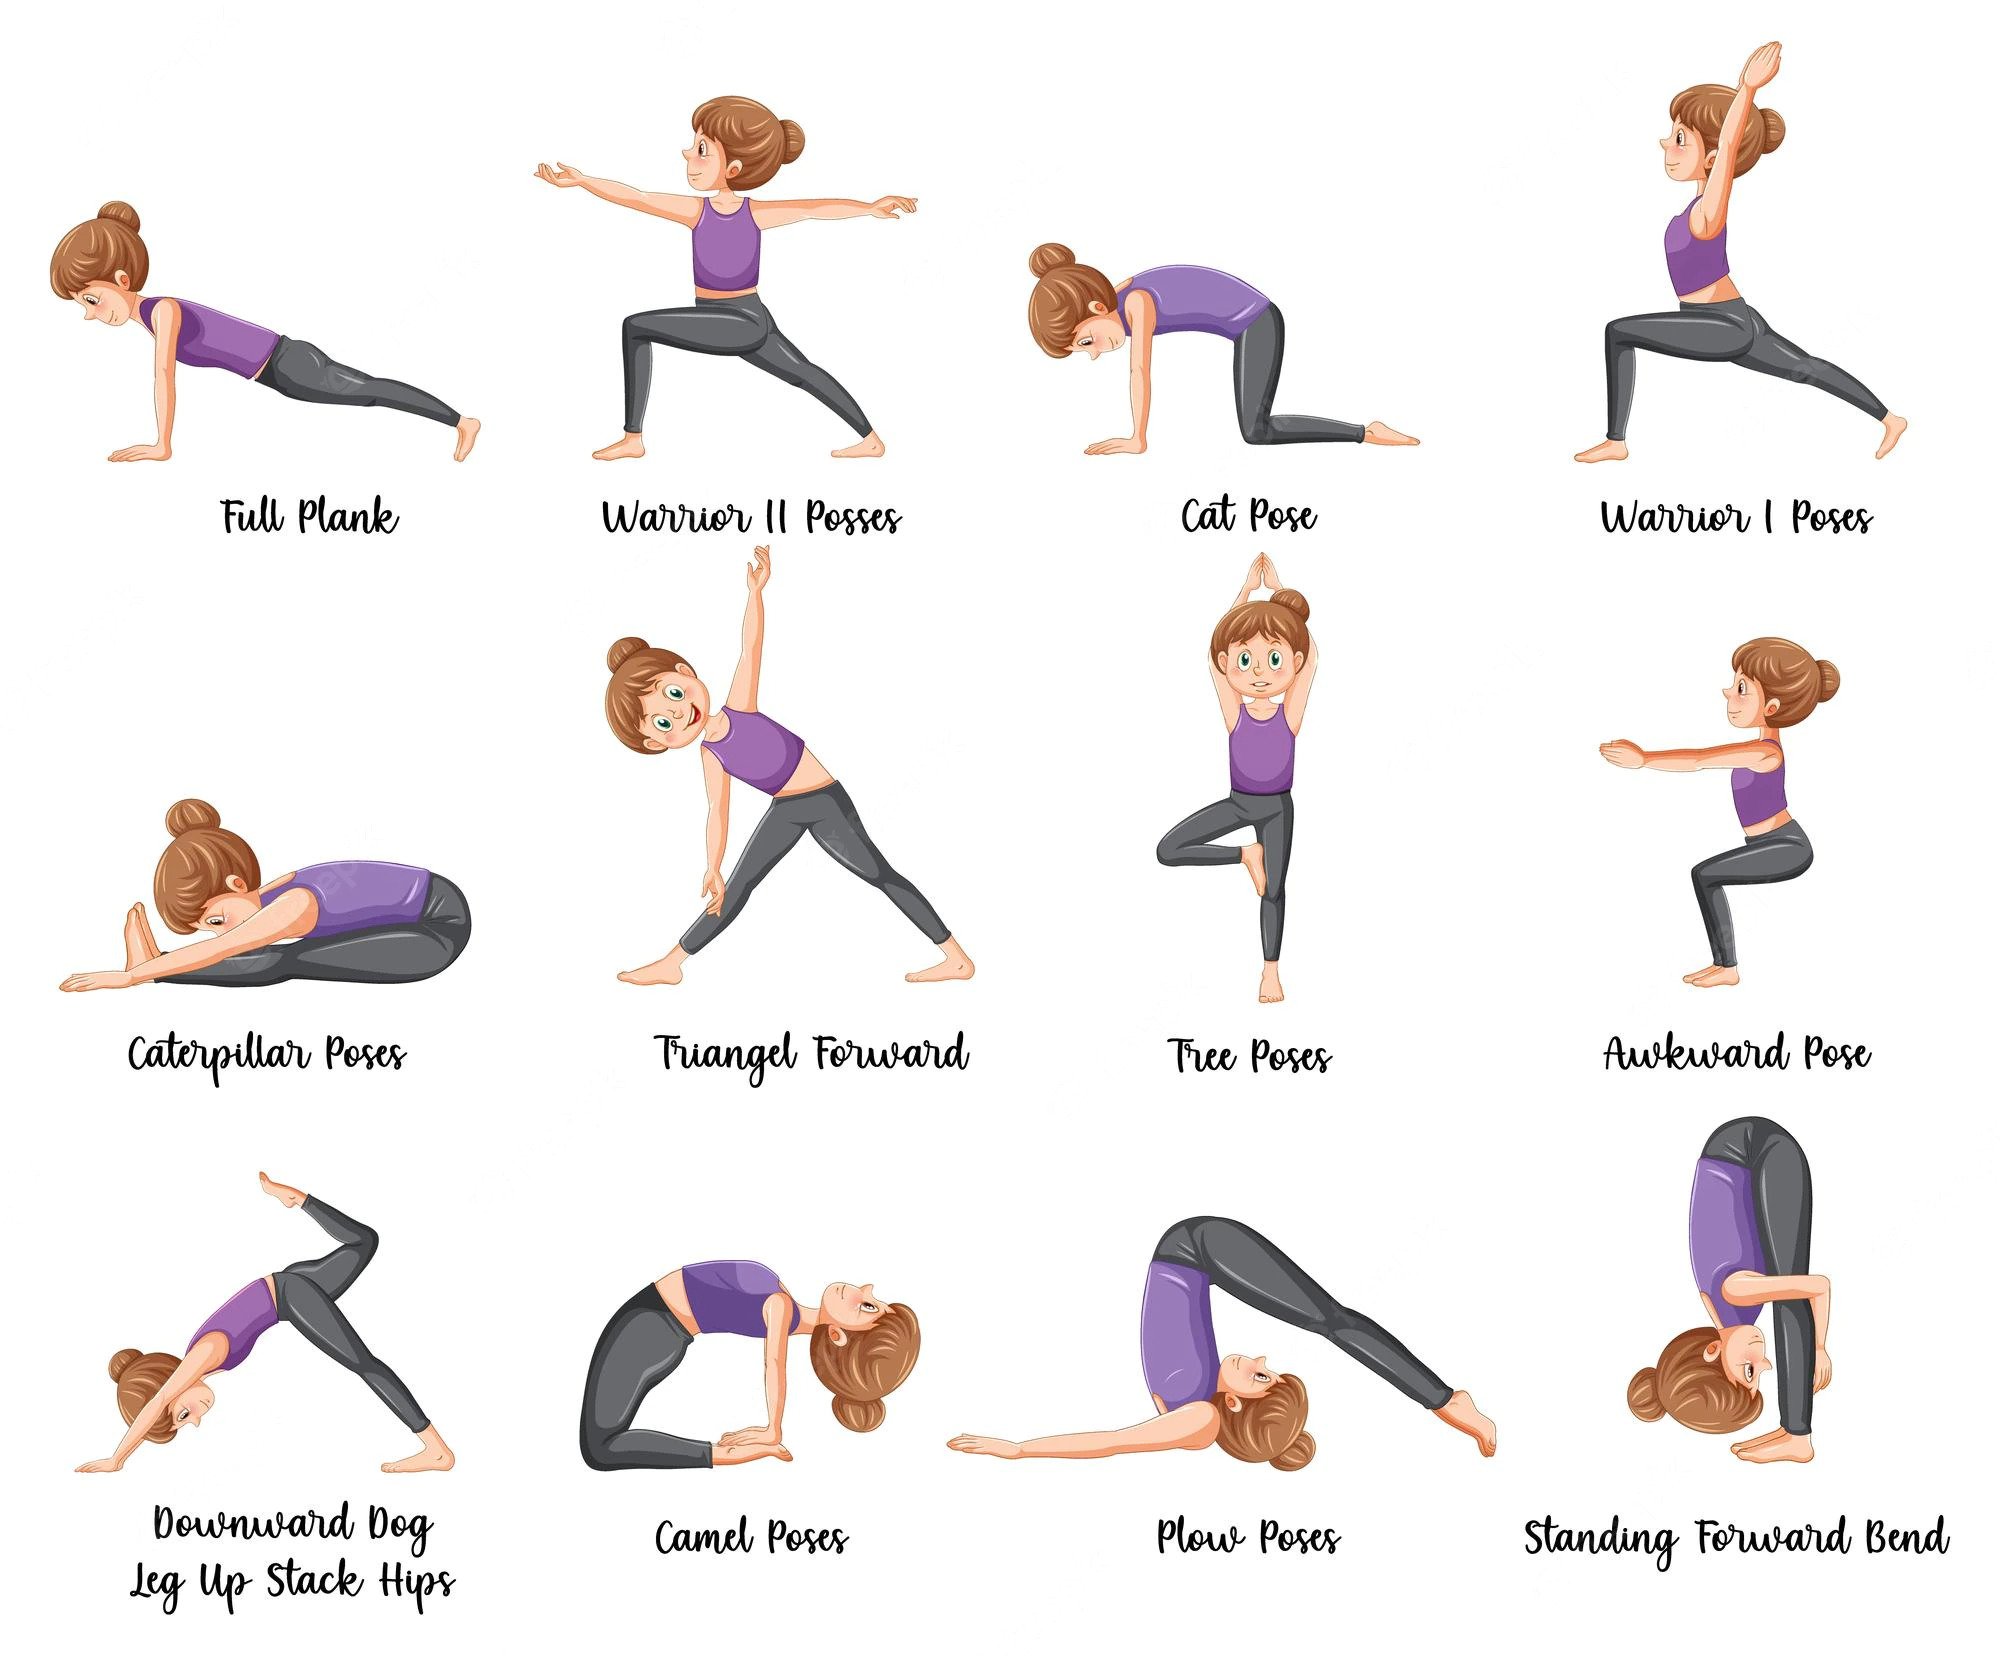 Full Plank
Warrior II Posses
Cat Pose
Warrior I Poses
Caterpillar Poses
Triangel Forward
Tree Poses
Awkward Pose
Downward Dog
Leg Up Stack Hips
Camel Poses
Plow Poses
Standing Forward Bend